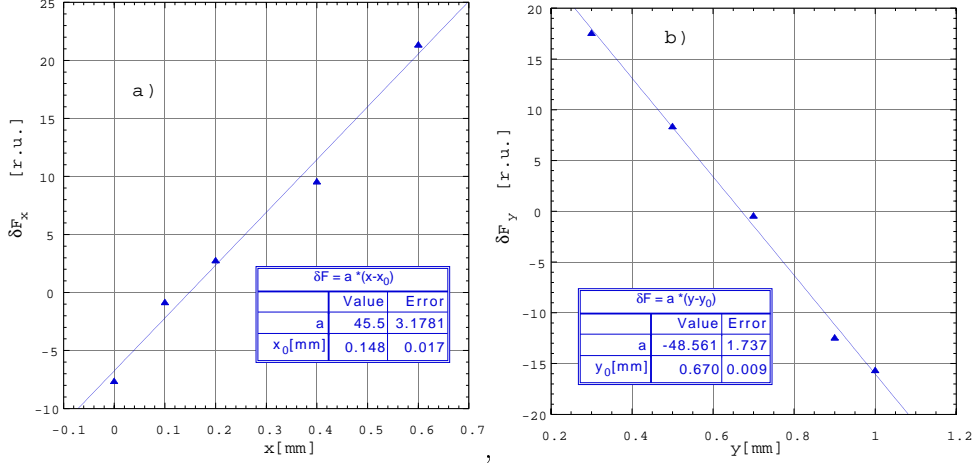 a)
δF_x [r.u.]
25
20
15
10
5
0
-5
-10
-0.1 0 0.1 0.2 0.3 0.4 0.5 0.6 0.7
x[mm]
δF = a *(x-x_0)
Value Error
a 45.5 3.1781
x_0[mm] 0.148 0.017
,
b)
δF_y [r.u.]
20
15
10
5
0
-5
-10
-15
-20
0.2 0.4 0.6 0.8 1 1.2
y[mm]
δF = a *(y-y_0)
Value Error
a -48.561 1.737
y_0[mm] 0.670 0.009